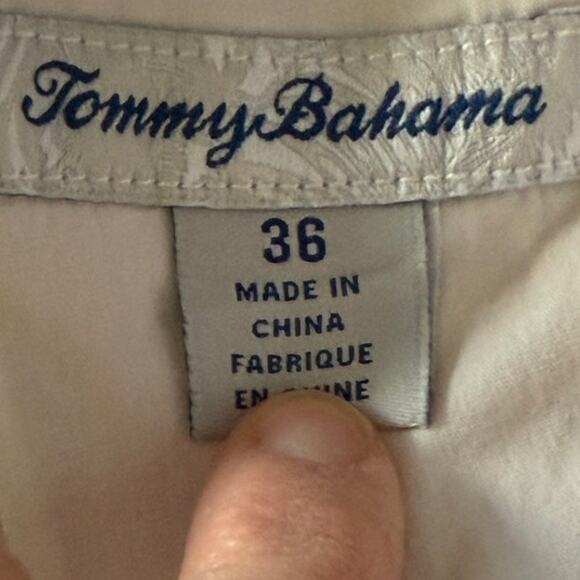 Tommy Bahama
36
MADE IN
CHINA
FABRIQUE
EN